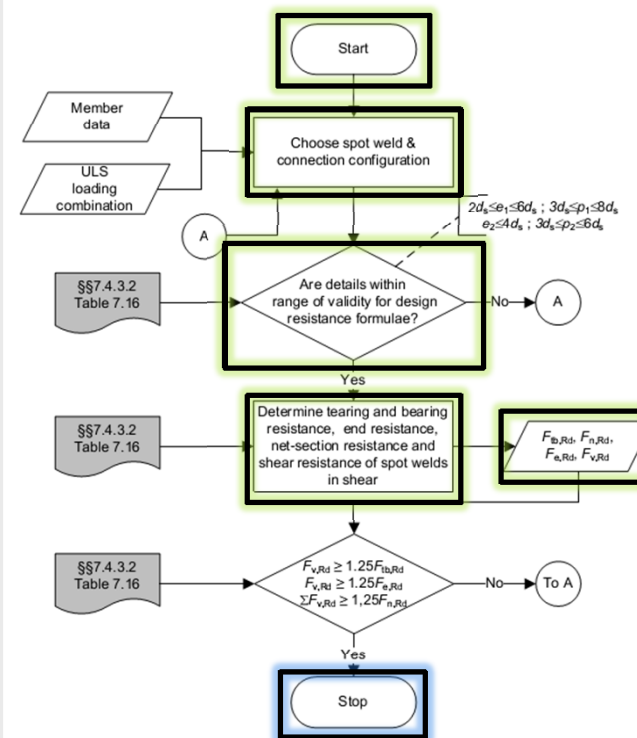 Start
Member
data
Choose spot weld &
connection configuration
ULS
loading
combination
2dₛ≤e₁≤6dₛ ; 3dₛ≤p₁≤8dₛ
e₂≤4dₛ ; 3dₛ≤p₂≤6dₛ
A
§§7.4.3.2
Table 7.16
Are details within
range of validity for design
resistance formulae?
No
A
Yes
§§7.4.3.2
Table 7.16
Determine tearing and bearing
resistance, end resistance,
net-section resistance and
shear resistance of spot welds
in shear
Ftb,Rd, Fn,Rd,
Fe,Rd, Fv,Rd
§§7.4.3.2
Table 7.16
Fv,Rd ≥ 1.25Ftb,Rd
Fv,Rd ≥ 1.25Fe,Rd
ΣFv,Rd ≥ 1,25Fn,Rd
No
To A
Yes
Stop